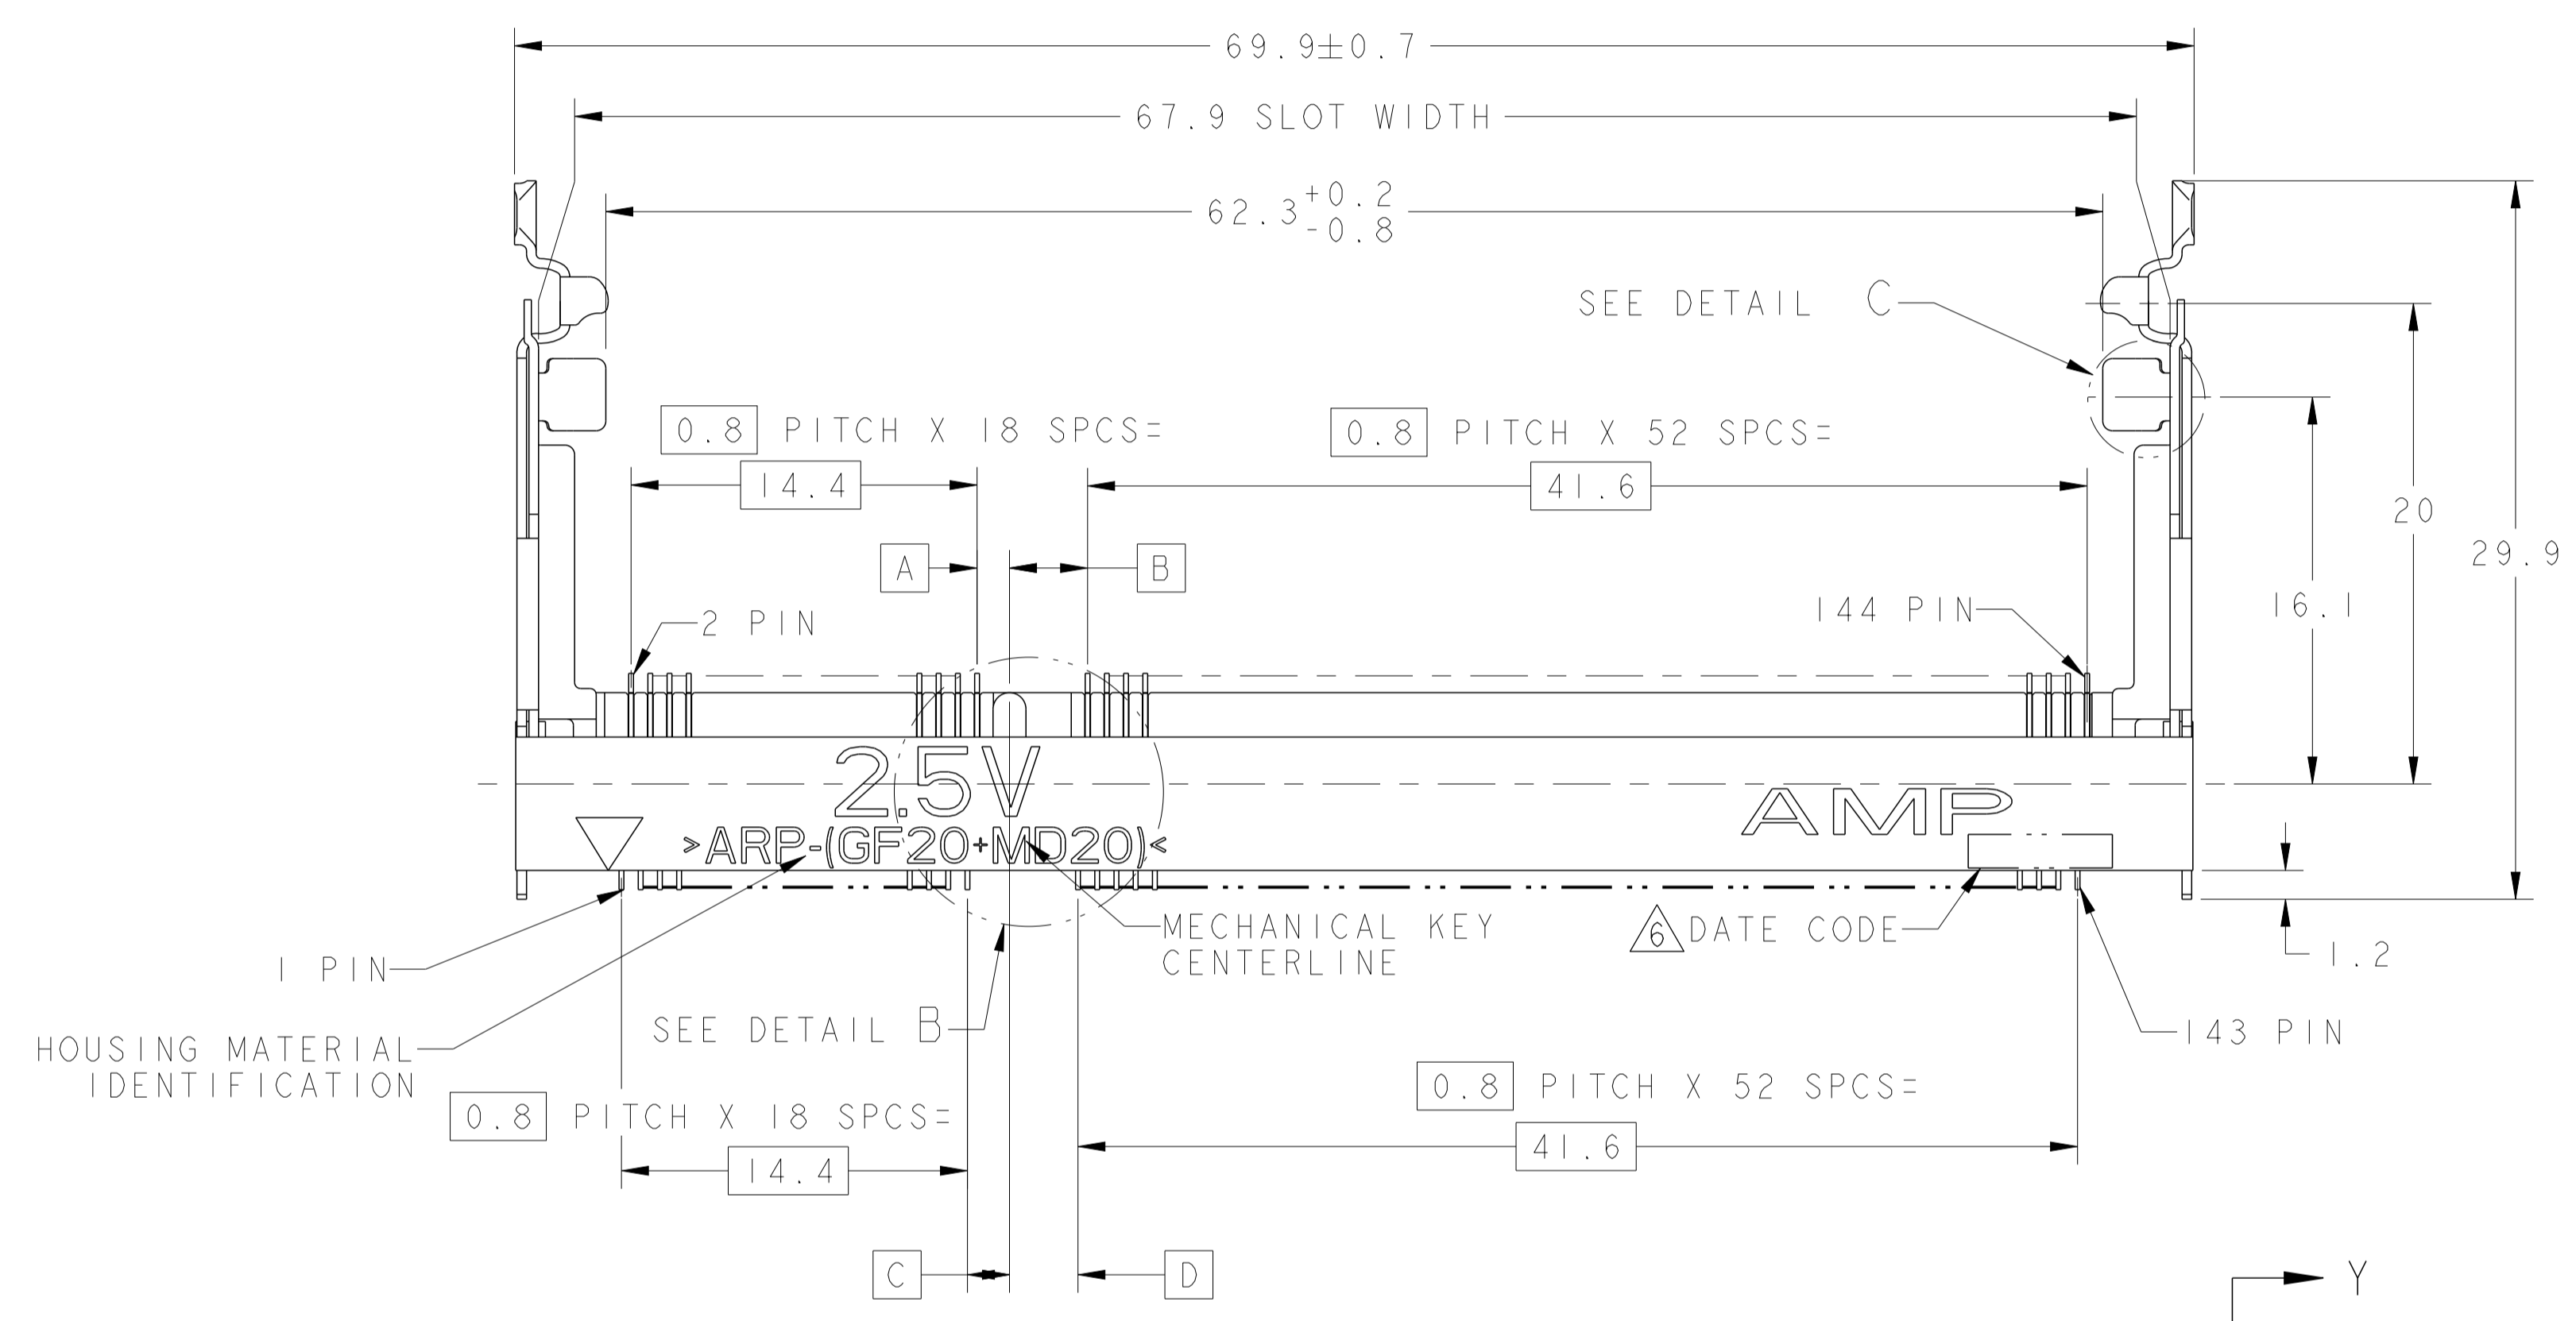 69.9±0.7
67.9 SLOT WIDTH
62.3 +0.2
-0.8
SEE DETAIL C
0.8 PITCH X 18 SPCS=
14.4
0.8 PITCH X 52 SPCS=
41.6
20
29.9
A
B
16.1
2 PIN
144 PIN
2.5V
AMP
>ARP-(GF20+MD20)<
MECHANICAL KEY
CENTERLINE
6 DATE CODE
1.2
1 PIN
SEE DETAIL B
143 PIN
HOUSING MATERIAL
IDENTIFICATION
0.8 PITCH X 18 SPCS=
14.4
0.8 PITCH X 52 SPCS=
41.6
C
D
Y